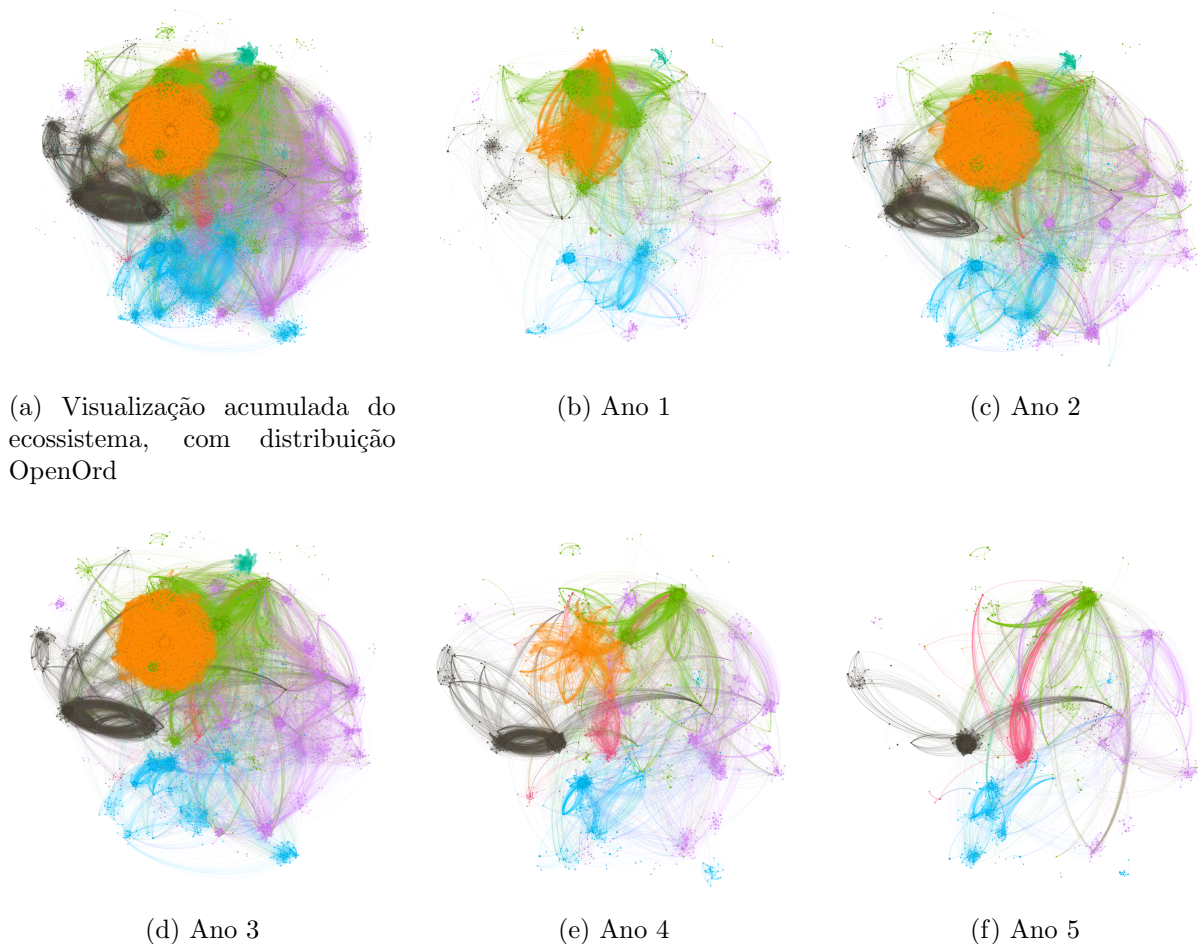 (a) Visualização acumulada do
ecossistema, com distribuição
OpenOrd
(b) Ano 1
(c) Ano 2
(d) Ano 3
(e) Ano 4
(f) Ano 5